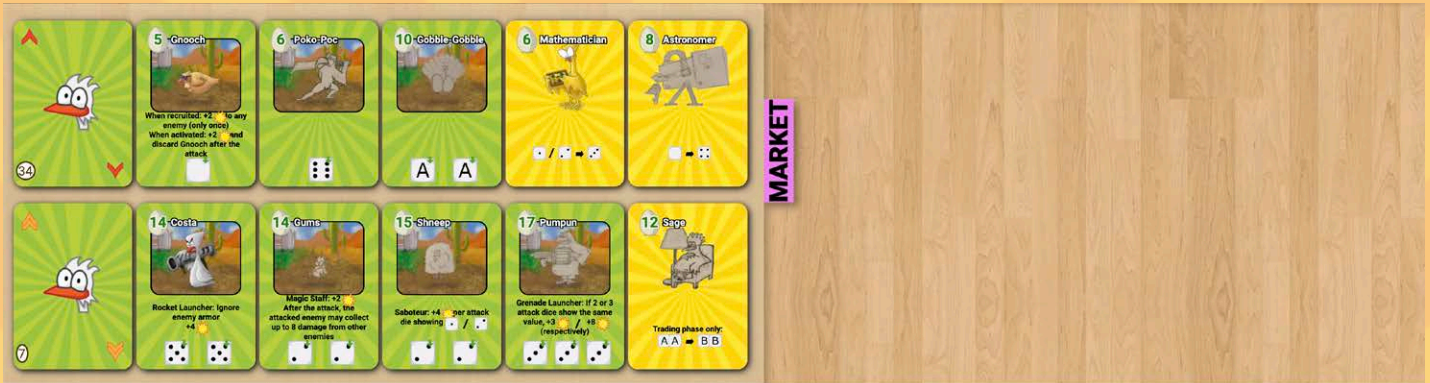 34
5 Gnooch
When recruited: +2 to any
enemy (only once)
When activated: +2 and
discard Gnooch after the
attack
6 Poko-Poc
10 Gobble-Gobble
A A
6 Mathematician
/
8 Astronomer
MARKET
7
14 Costa
Rocket Launcher: Ignore
enemy armor
+4
14 Gums
Magic Staff: +2
After the attack, the
attacked enemy may collect
up to 8 damage from other
enemies
15 Shneep
Saboteur: +4 per attack
die showing /
17 Pumpun
Grenade Launcher: If 2 or 3
attack dice show the same
value, +3 / +8
(respectively)
12 Sage
Trading phase only:
A A ➡ B B